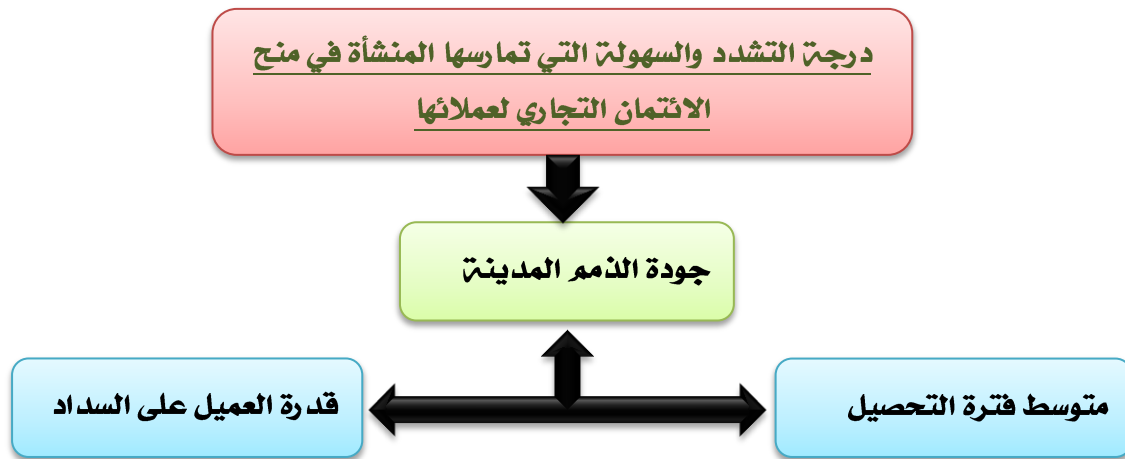 درجة التشدد والسهولة التي تمارسها المنشأة في منح
الائتمان التجاري لعملائها
جودة الذمم المدينة
متوسط فترة التحصيل
قدرة العميل على السداد